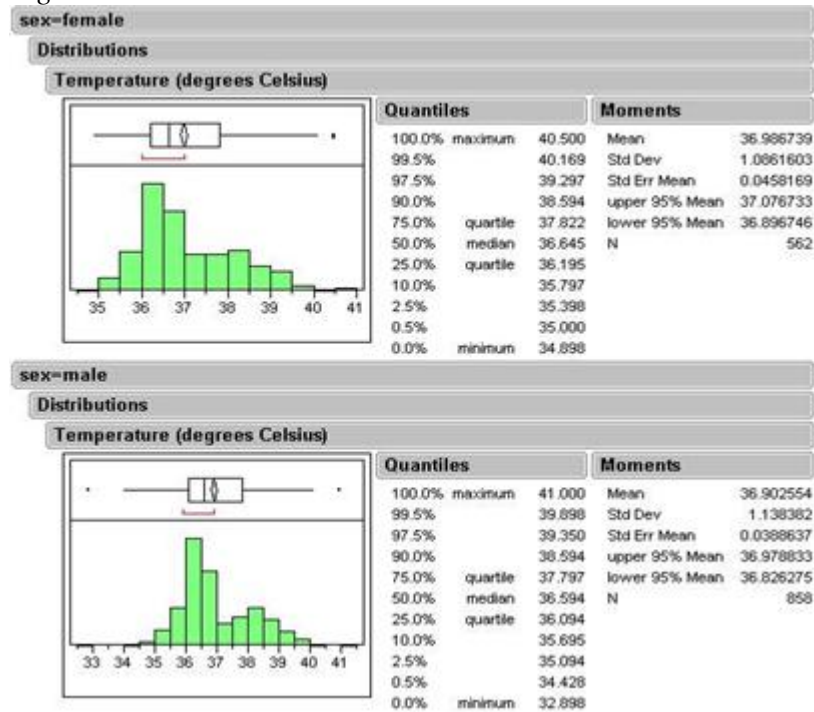 sex=female
Distributions
Temperature (degrees Celsius)
35 36 37 38 39 40 41
Quantiles
100.0% maximum 40.500
99.5% 40.169
97.5% 39.297
90.0% 38.594
75.0% quartile 37.822
50.0% median 36.645
25.0% quartile 36.195
10.0% 35.797
2.5% 35.398
0.5% 35.000
0.0% minimum 34.898
Moments
Mean 36.986739
Std Dev 1.0861603
Std Err Mean 0.0458169
upper 95% Mean 37.076733
lower 95% Mean 36.896746
N 562
sex=male
Distributions
Temperature (degrees Celsius)
33 34 35 36 37 38 39 40 41
Quantiles
100.0% maximum 41.000
99.5% 39.898
97.5% 39.350
90.0% 38.594
75.0% quartile 37.797
50.0% median 36.594
25.0% quartile 36.094
10.0% 35.695
2.5% 35.094
0.5% 34.428
0.0% minimum 32.898
Moments
Mean 36.902554
Std Dev 1.138382
Std Err Mean 0.0388637
upper 95% Mean 36.978833
lower 95% Mean 36.826275
N 858